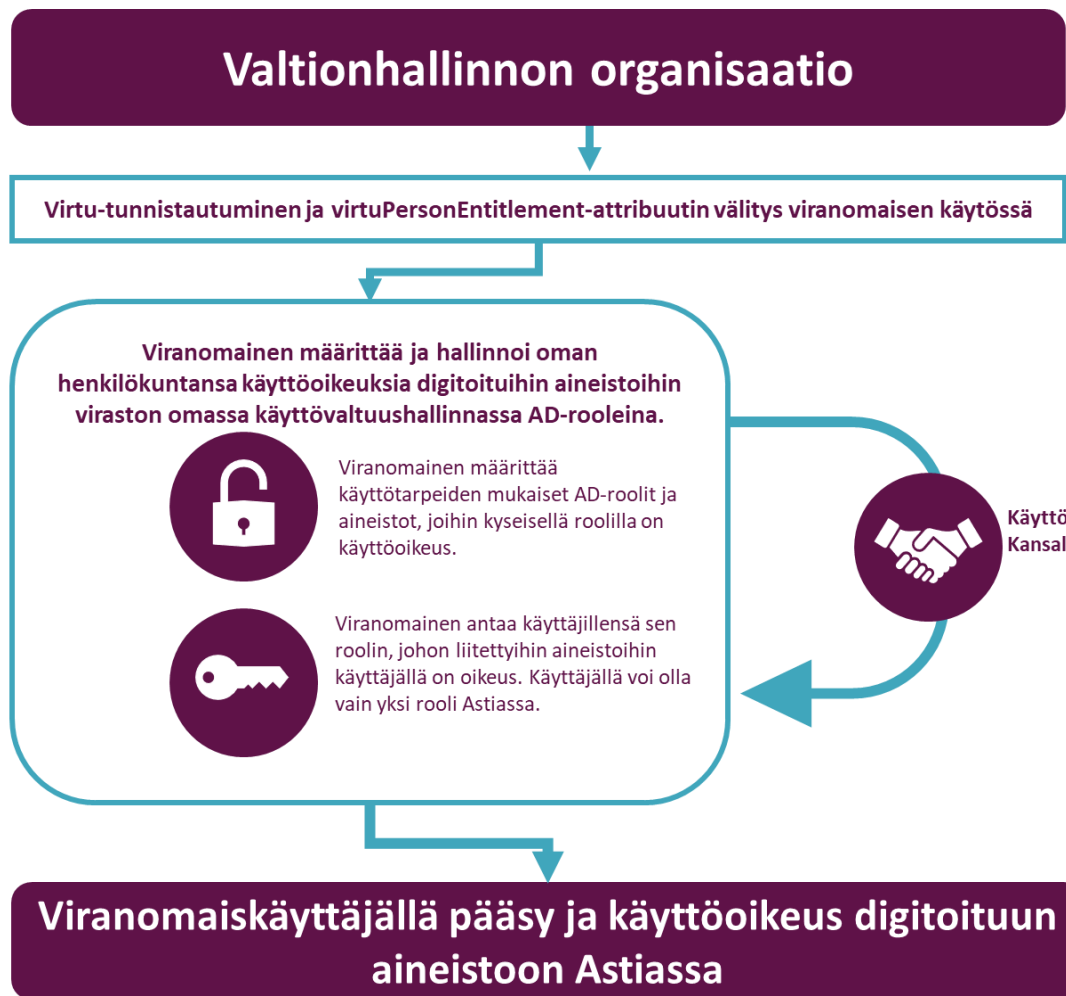 Valtionhallinnon organisaatio
Virtu-tunnistautuminen ja virtuPersonEntitlement-attribuutin välitys viranomaisen käytössä
Viranomainen määrittää ja hallinnoi oman
henkilökuntansa käyttöoikeuksia digitoituihin aineistoihin
viraston omassa käyttövaltuushallinnassa AD-rooleina.
Viranomainen määrittää
käyttötarpeiden mukaiset AD-roolit ja
aineistot, joihin kyseisellä roolilla on
käyttöoikeus.
Viranomainen antaa käyttäjillensä sen
roolin, johon liitettyihin aineistoihin
käyttäjällä on oikeus. Käyttäjällä voi olla
vain yksi rooli Astiassa.
Käyttö
Kansal
Viranomaiskäyttäjällä pääsy ja käyttöoikeus digitoituun
aineistoon Astiassa